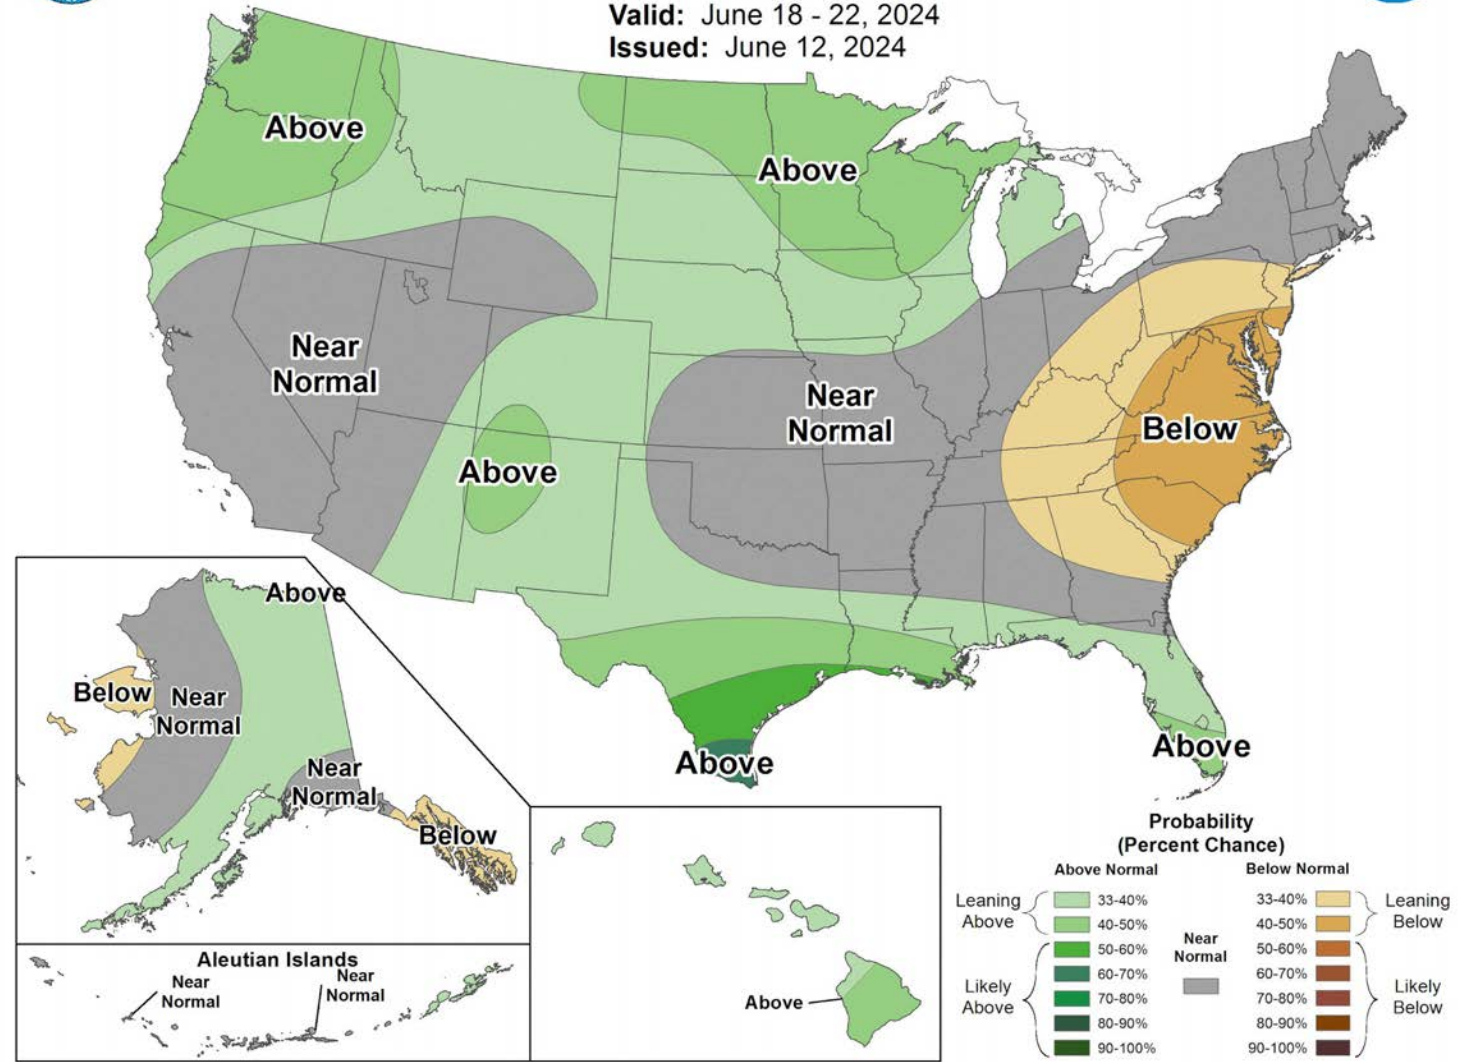 Valid: June 18 - 22, 2024
Issued: June 12, 2024
Above
Above
Near
Normal
Near
Normal
Below
Above
Above
Above
Above
Below
Near
Normal
Near
Normal
Below
Aleutian Islands
Near
Normal
Near
Normal
Above
Probability
(Percent Chance)
Above Normal
Below Normal
Leaning
Above
33-40%
40-50%
Likely
Above
50-60%
60-70%
70-80%
80-90%
90-100%
Near
Normal
33-40%
40-50%
Leaning
Below
50-60%
60-70%
70-80%
80-90%
90-100%
Likely
Below